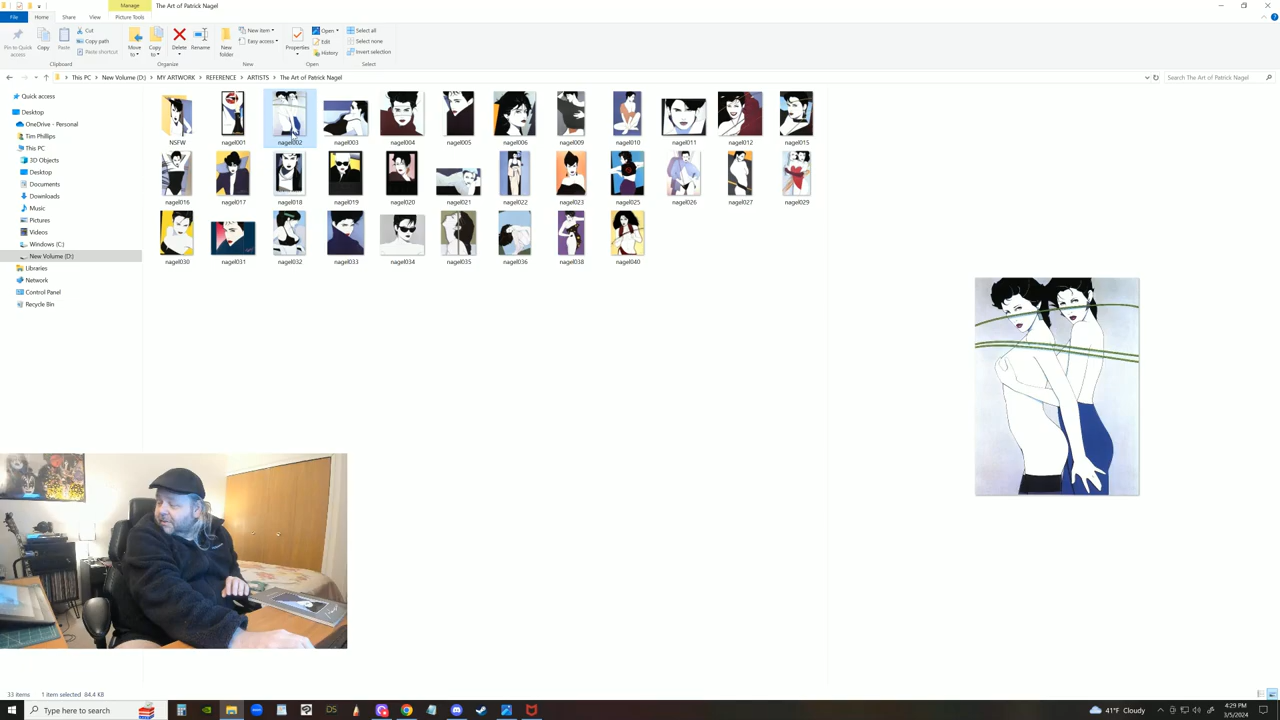 Manage
The Art of Patrick Nagel
File
Home
Share
View
Picture Tools
Pin to Quick access
Copy
Paste
Cut
Copy path
Paste shortcut
Clipboard
Move to
Copy to
Delete
Rename
Organize
New folder
New item
Easy access
New
Properties
Open
Edit
History
Open
Select all
Select none
Invert selection
Select
This PC > New Volume (D:) > MY ARTWORK > REFERENCE > ARTISTS > The Art of Patrick Nagel
Search The Art of Patrick Nagel
Quick access
Desktop
OneDrive - Personal
Tim Phillips
This PC
3D Objects
Desktop
Documents
Downloads
Music
Pictures
Videos
Windows (C:)
New Volume (D:)
Libraries
Network
Control Panel
Recycle Bin
NSFW nagel001 nagel002 nagel003 nagel004 nagel005 nagel006 nagel009 nagel010 nagel011 nagel012 nagel015
nagel016 nagel017 nagel018 nagel019 nagel020 nagel021 nagel022 nagel023 nagel025 nagel026 nagel027 nagel029
nagel030 nagel031 nagel032 nagel033 nagel034 nagel035 nagel036 nagel038 nagel040
33 items 1 item selected 84.4 KB
Type here to search
DS
41°F Cloudy
4:29 PM
3/5/2024